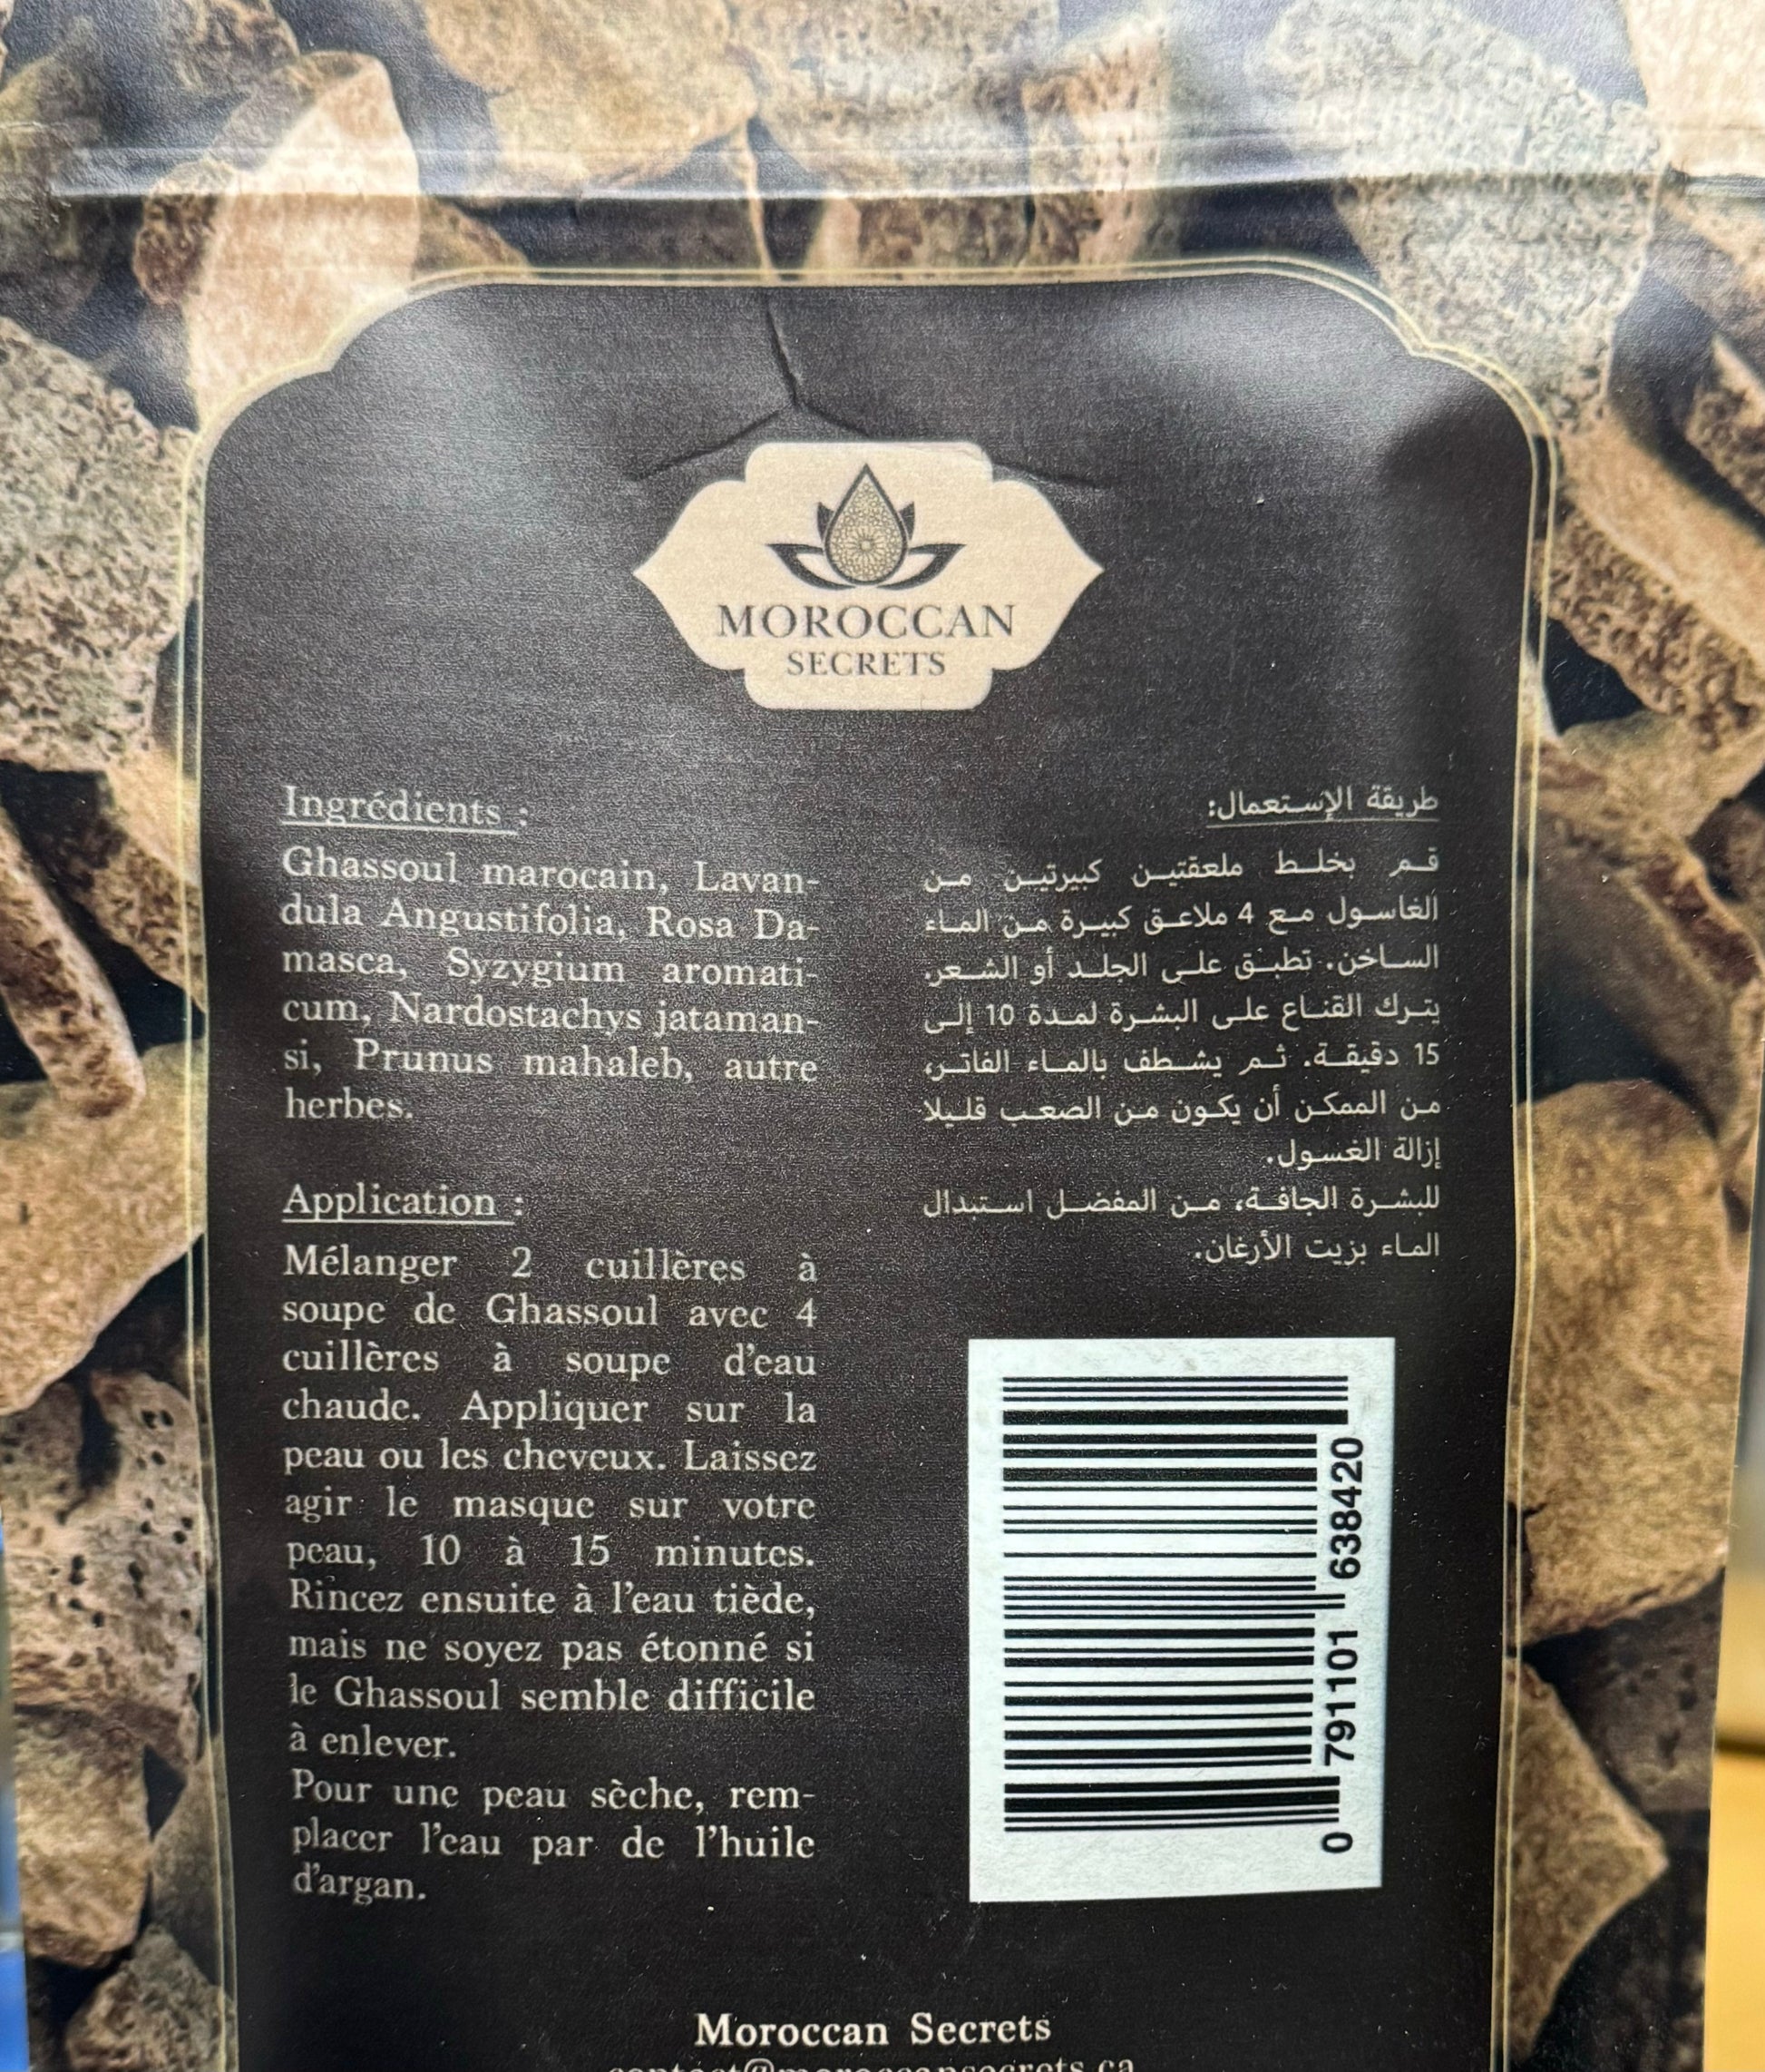 MOROCCAN
SECRETS
Ingrédients :
Ghassoul marocain, Lavan-
dula Angustifolia, Rosa Da-
masca, Syzygium aromati-
cum, Nardostachys jataman-
si, Prunus mahaleb, autre
herbes.
Application :
Mélanger 2 cuillères à
soupe de Ghassoul avec 4
cuillères à soupe d'eau
chaude. Appliquer sur la
peau ou les cheveux. Laissez
agir le masque sur votre
peau, 10 à 15 minutes.
Rincez ensuite à l'eau tiède,
mais ne soyez pas étonné si
le Ghassoul semble difficile
à enlever.
Pour une peau sèche, rem-
placer l'eau par de l'huile
d'argan.
طريقة الإستعمال:
قم بخلط ملعقتين كبيرتين من
الغاسول مع 4 ملاعق كبيرة من الماء
الساخن. تطبق على الجلد أو الشعر.
يترك القناع على البشرة لمدة 10 إلى
15 دقيقة. ثم يشطف بالماء الفاتر،
من الممكن أن يكون من الصعب قليلا
إزالة الغسول.
للبشرة الجافة، من المفضل استبدال
الماء بزيت الأرغان.
0 791101 638420
Moroccan Secrets
contact@moroccansecrets.ca